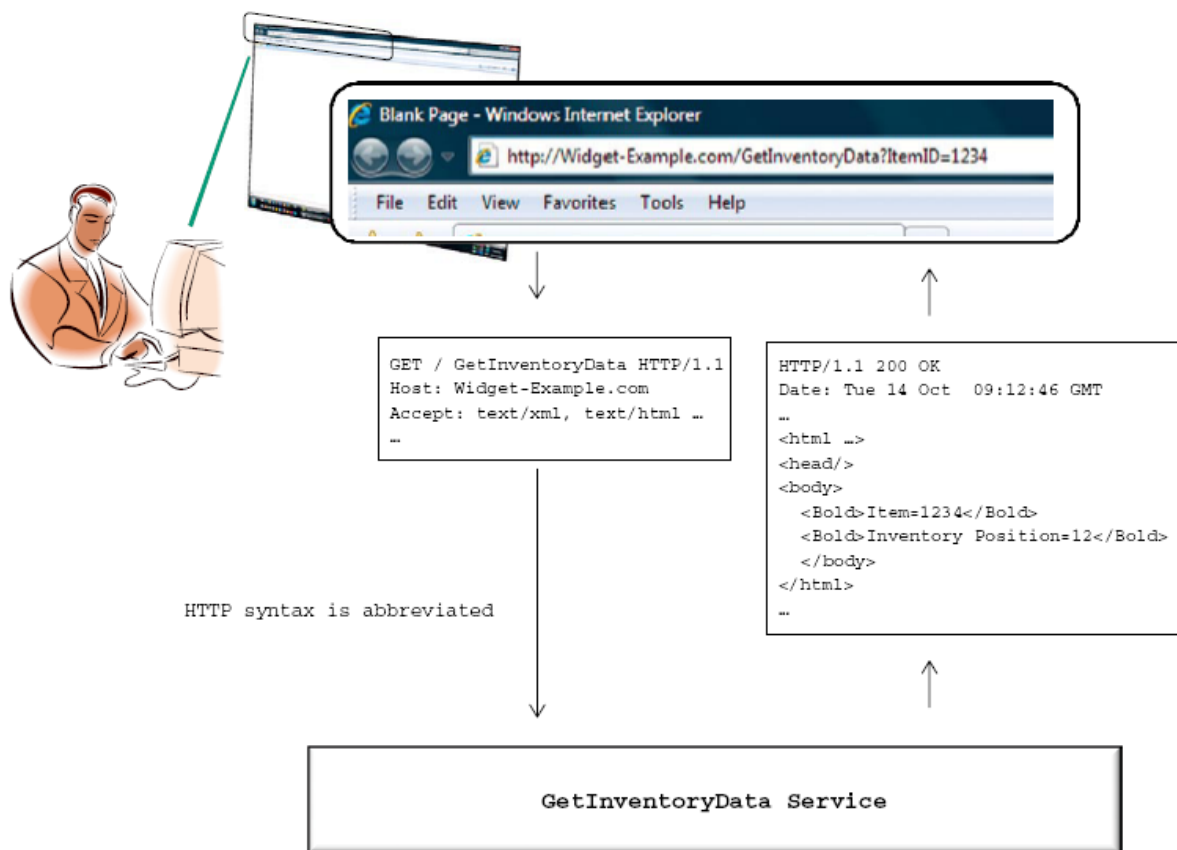 Blank Page - Windows Internet Explorer
http://Widget-Example.com/GetInventoryData?ItemID=1234
File Edit View Favorites Tools Help
GET / GetInventoryData HTTP/1.1
Host: Widget-Example.com
Accept: text/xml, text/html …
…
HTTP/1.1 200 OK
Date: Tue 14 Oct 09:12:46 GMT
…
<html …>
<head/>
<body>
<Bold>Item=1234</Bold>
<Bold>Inventory Position=12</Bold>
</body>
</html>
…
HTTP syntax is abbreviated
GetInventoryData Service